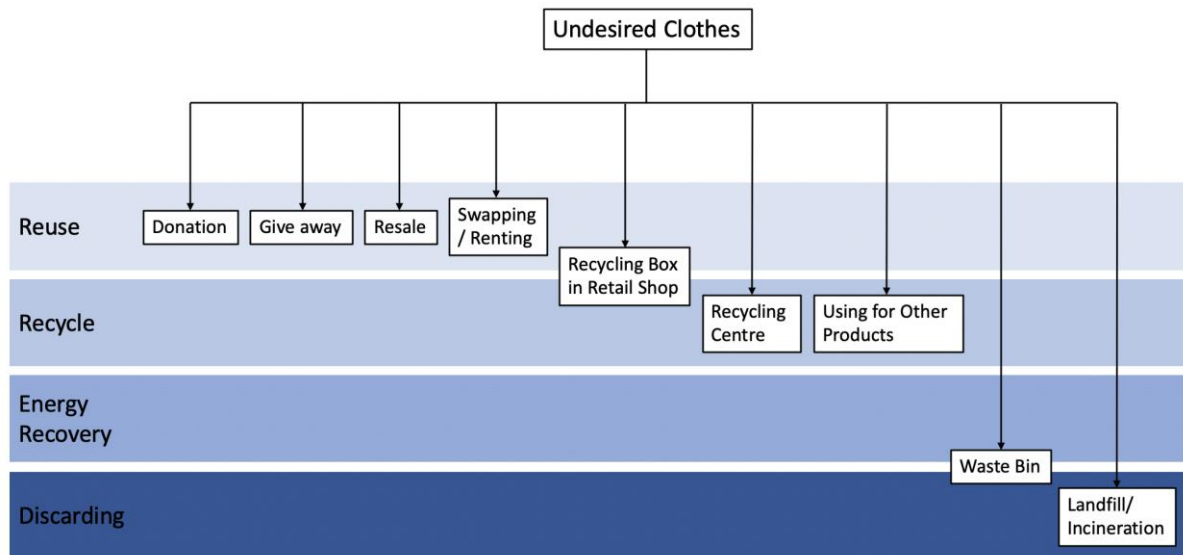 Undesired Clothes
Reuse
Donation
Give away
Resale
Swapping
/ Renting
Recycling Box
in Retail Shop
Recycle
Recycling
Centre
Using for Other
Products
Energy
Recovery
Waste Bin
Discarding
Landfill/
Incineration